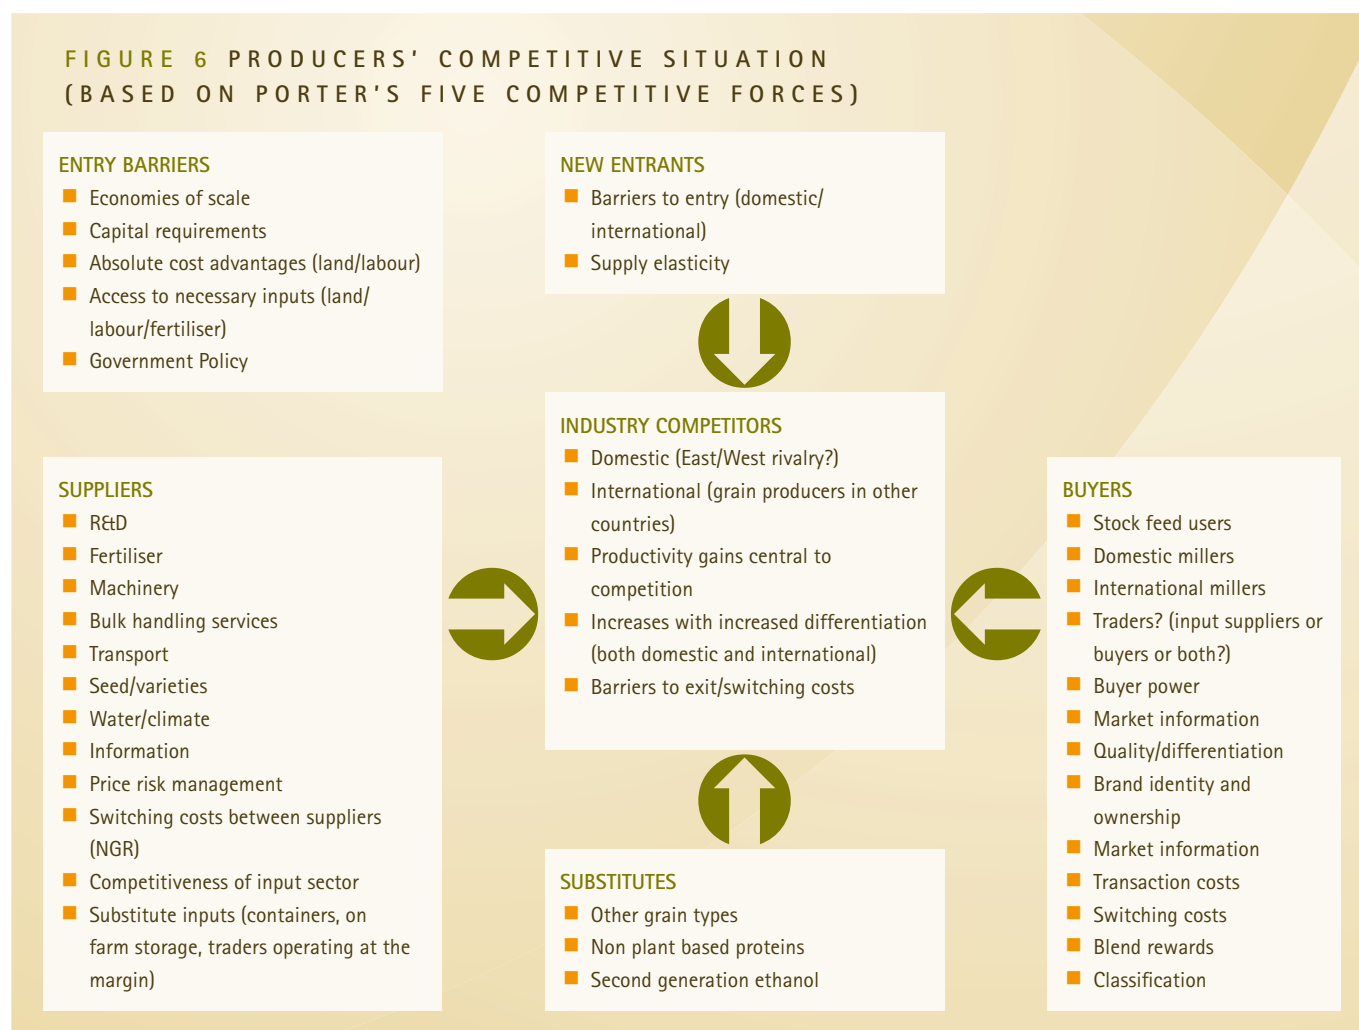 FIGURE 6 PRODUCERS' COMPETITIVE SITUATION
(BASED ON PORTER'S FIVE COMPETITIVE FORCES)
ENTRY BARRIERS
Economies of scale
Capital requirements
Absolute cost advantages (land/labour)
Access to necessary inputs (land/
labour/fertiliser)
Government Policy
NEW ENTRANTS
Barriers to entry (domestic/
international)
Supply elasticity
SUPPLIERS
R&D
Fertiliser
Machinery
Bulk handling services
Transport
Seed/varieties
Water/climate
Information
Price risk management
Switching costs between suppliers
(NGR)
Competitiveness of input sector
Substitute inputs (containers, on
farm storage, traders operating at the
margin)
INDUSTRY COMPETITORS
Domestic (East/West rivalry?)
International (grain producers in other
countries)
Productivity gains central to
competition
Increases with increased differentiation
(both domestic and international)
Barriers to exit/switching costs
BUYERS
Stock feed users
Domestic millers
International millers
Traders? (input suppliers or
buyers or both?)
Buyer power
Market information
Quality/differentiation
Brand identity and
ownership
Market information
Transaction costs
Switching costs
Blend rewards
Classification
SUBSTITUTES
Other grain types
Non plant based proteins
Second generation ethanol